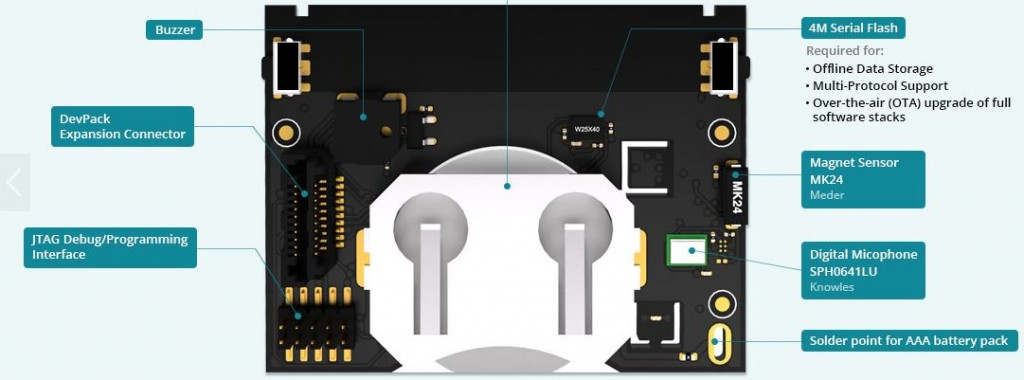 Buzzer
DevPack
Expansion Connector
JTAG Debug/Programming
Interface
4M Serial Flash
Required for:
• Offline Data Storage
• Multi-Protocol Support
• Over-the-air (OTA) upgrade of full
software stacks
W25X40
Magnet Sensor
MK24
Meder
MK24
Digital Micophone
SPH0641LU
Knowles
Solder point for AAA battery pack